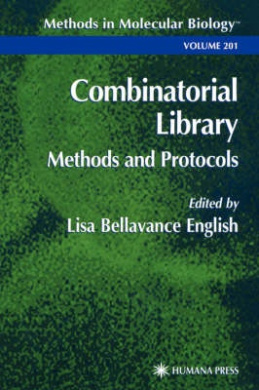 Methods in Molecular Biology™
VOLUME 201
Combinatorial
Library
Methods and Protocols
Edited by
Lisa Bellavance English
HUMANA PRESS